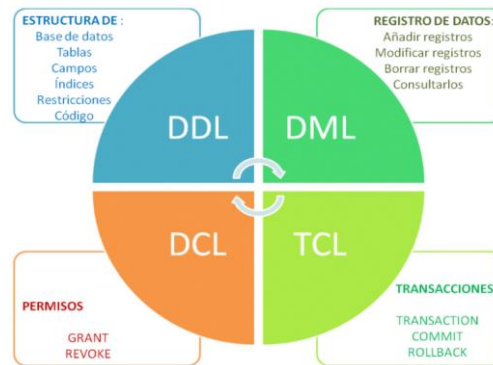 ESTRUCTURA DE :
Base de datos
Tablas
Campos
Índices
Restricciones
Código
REGISTRO DE DATOS:
Añadir registros
Modificar registros
Borrar registros
Consultarlos
DDL
DML
DCL
TCL
PERMISOS
GRANT
REVOKE
TRANSACCIONES
TRANSACTION
COMMIT
ROLLBACK